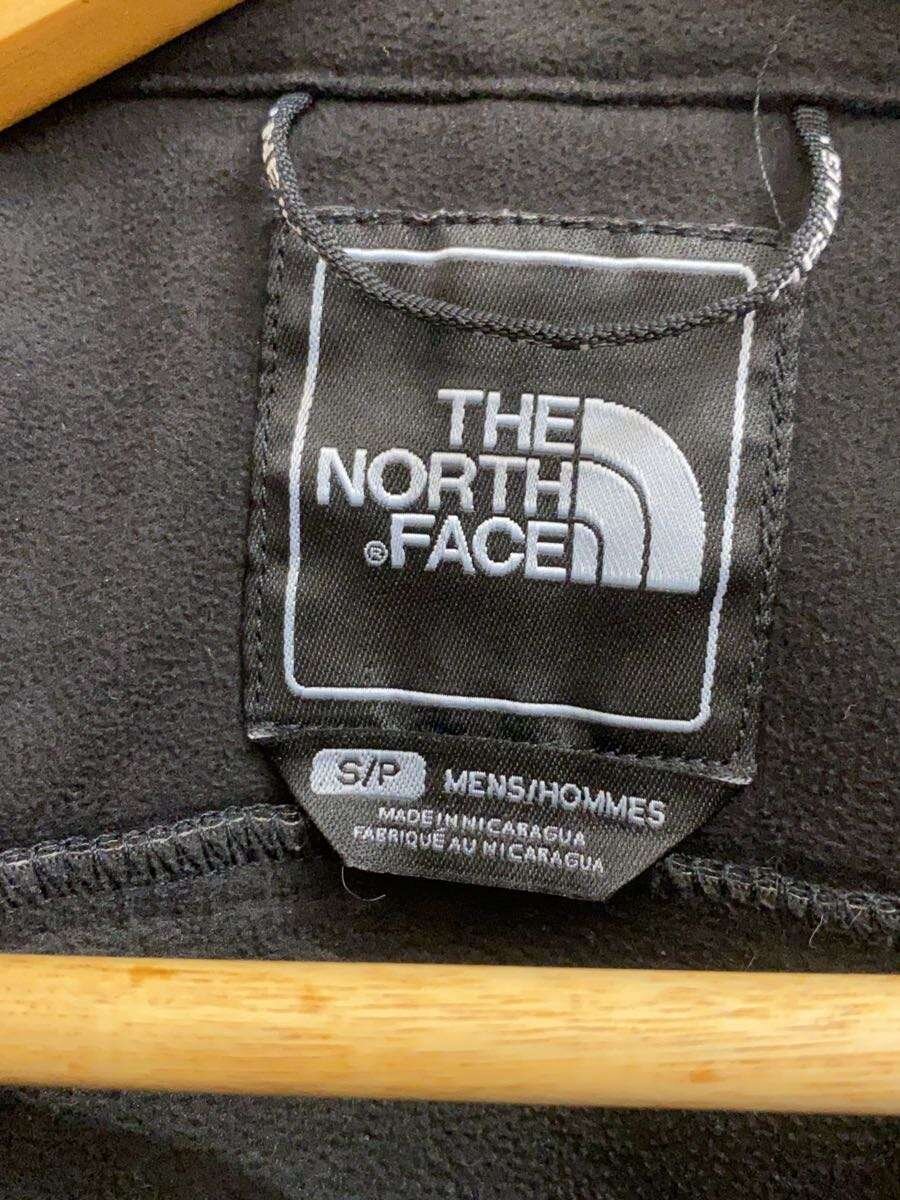 THE
NORTH
® FACE
S/P MENS/HOMMES
MADE IN NICARAGUA
FABRIQUÉ AU NICARAGUA